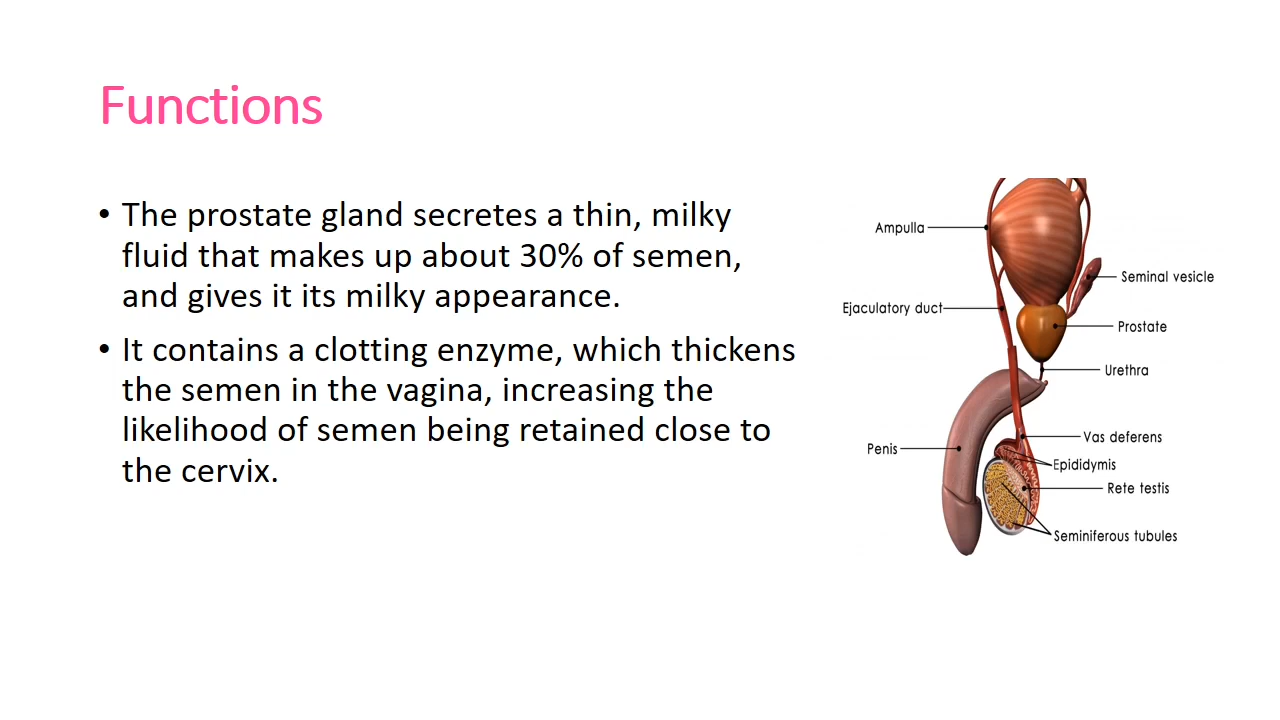 Functions
• The prostate gland secretes a thin, milky
fluid that makes up about 30% of semen,
and gives it its milky appearance.
• It contains a clotting enzyme, which thickens
the semen in the vagina, increasing the
likelihood of semen being retained close to
the cervix.
Ampulla
Seminal vesicle
Ejaculatory duct
Prostate
Urethra
Vas deferens
Penis
Epididymis
Rete testis
Seminiferous tubules